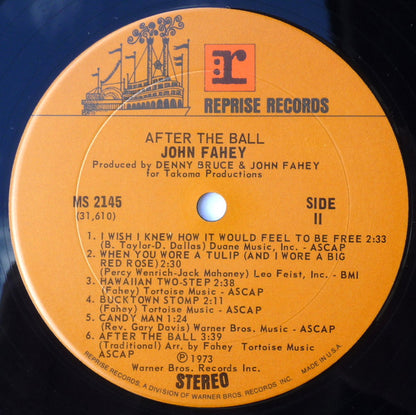 r
REPRISE RECORDS
AFTER THE BALL
JOHN FAHEY
Produced by DENNY BRUCE & JOHN FAHEY
for Takoma Productions
MS 2145
(31,610)
SIDE
II
1. I WISH I KNEW HOW IT WOULD FEEL TO BE FREE 2:33
(B. Taylor-D. Dallas) Duane Music, Inc. - ASCAP
2. WHEN YOU WORE A TULIP (AND I WORE A BIG
RED ROSE) 2:30
(Percy Wenrich-Jack Mahoney) Leo Feist, Inc. - BMI
3. HAWAIIAN TWO-STEP 2:38
(Fahey) Tortoise Music - ASCAP
4. BUCKTOWN STOMP 2:11
(Fahey) Tortoise Music - ASCAP
5. CANDY MAN 1:24
(Rev. Gary Davis) Warner Bros. Music - ASCAP
6. AFTER THE BALL 3:39
(Traditional) Arr. by Fahey Tortoise Music
ASCAP
Ⓟ 1973
Warner Bros. Records Inc.
STEREO
REPRISE RECORDS, A DIVISION OF WARNER BROS. RECORDS INC.
MADE IN U.S.A.